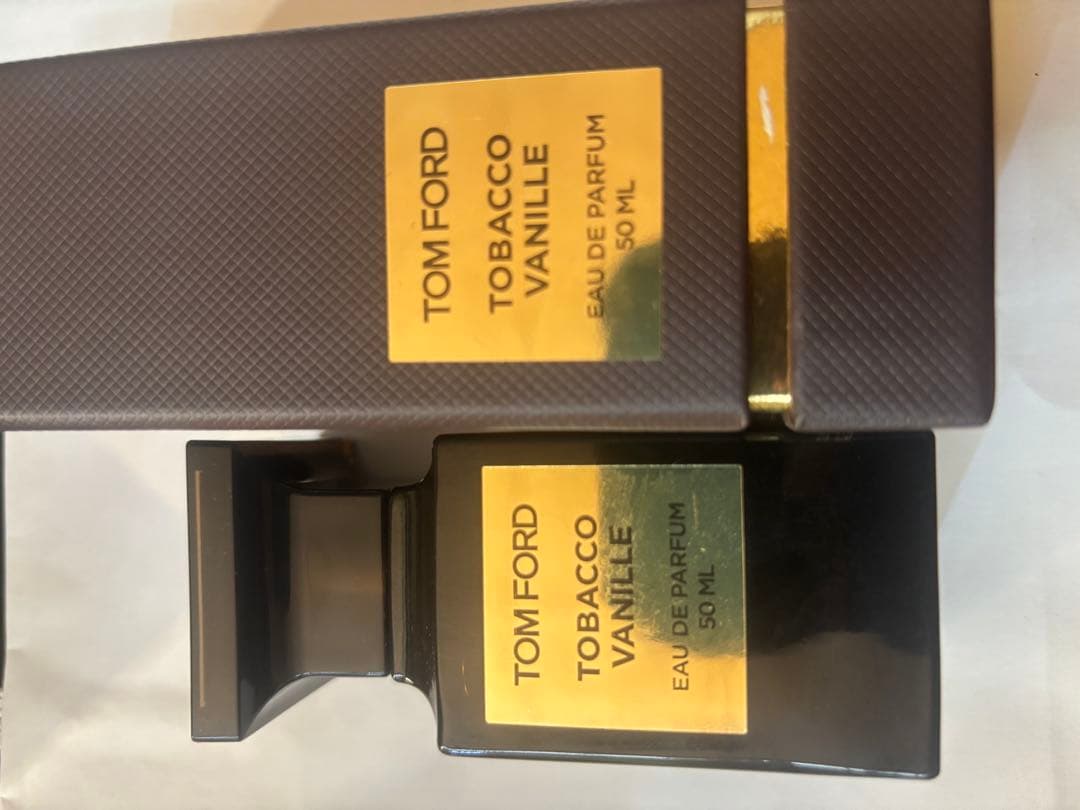 TOM FORD
TOBACCO
VANILLE
EAU DE PARFUM
50 ML
TOM FORD
TOBACCO
VANILLE
EAU DE PARFUM
50 ML